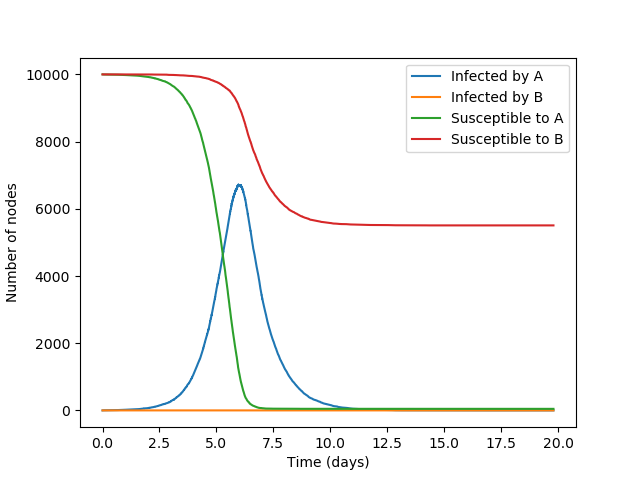 10000
8000
6000
4000
2000
0
Number of nodes
0.0 2.5 5.0 7.5 10.0 12.5 15.0 17.5 20.0
Time (days)
Infected by A
Infected by B
Susceptible to A
Susceptible to B